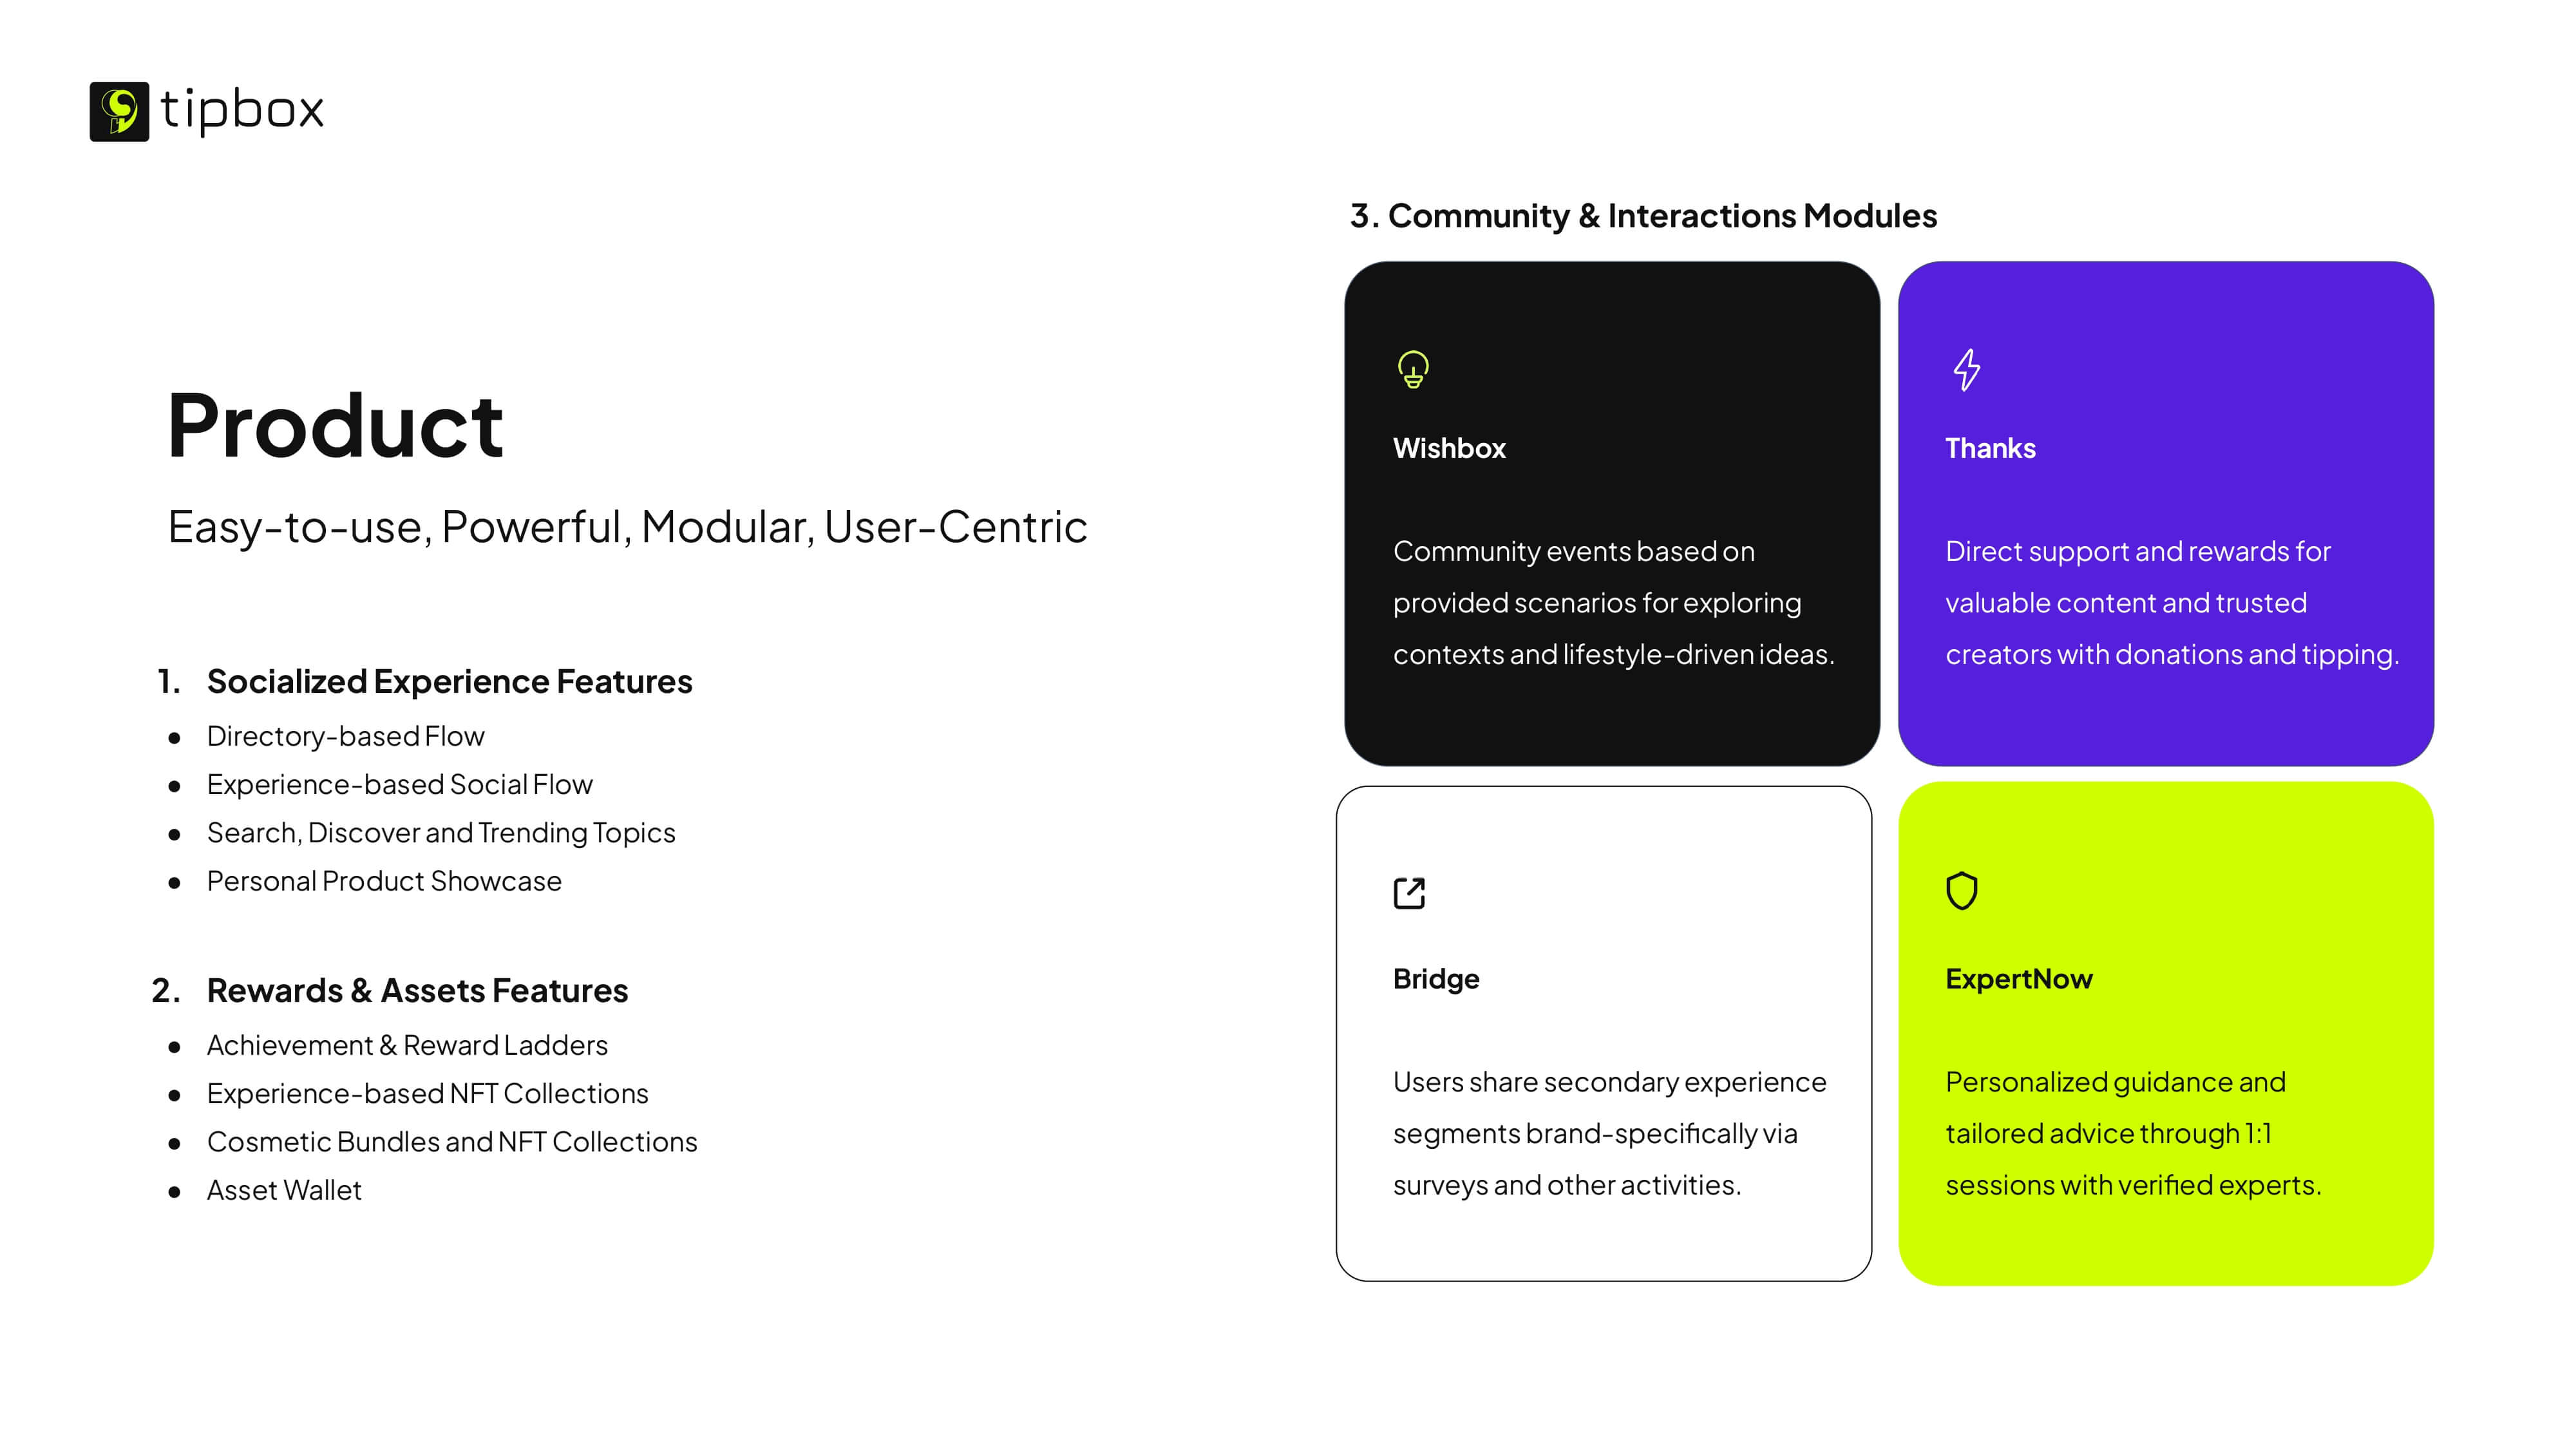 tipbox
Product
Easy-to-use, Powerful, Modular, User-Centric
1. Socialized Experience Features
● Directory-based Flow
● Experience-based Social Flow
● Search, Discover and Trending Topics
● Personal Product Showcase
2. Rewards & Assets Features
● Achievement & Reward Ladders
● Experience-based NFT Collections
● Cosmetic Bundles and NFT Collections
● Asset Wallet
3. Community & Interactions Modules
Wishbox
Community events based on
provided scenarios for exploring
contexts and lifestyle-driven ideas.
Thanks
Direct support and rewards for
valuable content and trusted
creators with donations and tipping.
Bridge
Users share secondary experience
segments brand-specifically via
surveys and other activities.
ExpertNow
Personalized guidance and
tailored advice through 1:1
sessions with verified experts.